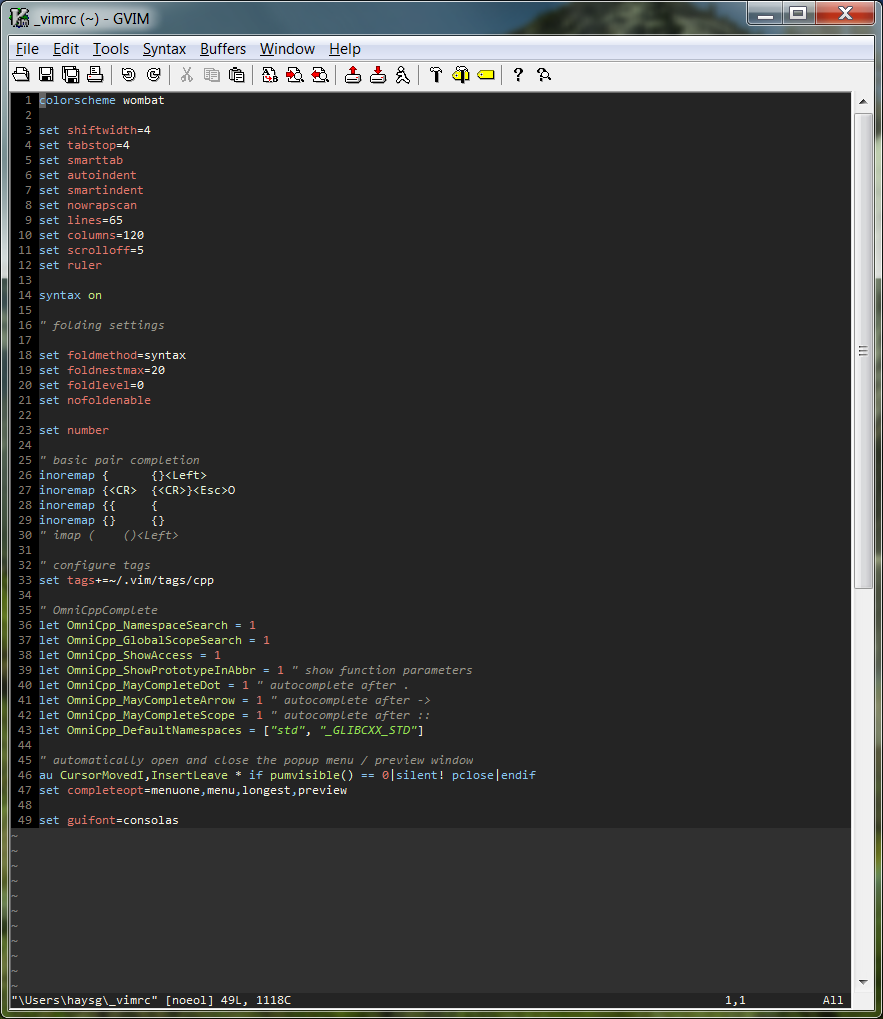 _vimrc (~) - GVIM
File Edit Tools Syntax Buffers Window Help
1 colorscheme wombat
2
3 set shiftwidth=4
4 set tabstop=4
5 set smarttab
6 set autoindent
7 set smartindent
8 set nowrapscan
9 set lines=65
10 set columns=120
11 set scrolloff=5
12 set ruler
13
14 syntax on
15
16 " folding settings
17
18 set foldmethod=syntax
19 set foldnestmax=20
20 set foldlevel=0
21 set nofoldenable
22
23 set number
24
25 " basic pair completion
26 inoremap {      {}<Left>
27 inoremap {<CR>  {<CR>}<Esc>O
28 inoremap {{     {
29 inoremap {}     {}
30 " imap (    ()<Left>
31
32 " configure tags
33 set tags+=~/.vim/tags/cpp
34
35 " OmniCppComplete
36 let OmniCpp_NamespaceSearch = 1
37 let OmniCpp_GlobalScopeSearch = 1
38 let OmniCpp_ShowAccess = 1
39 let OmniCpp_ShowPrototypeInAbbr = 1 " show function parameters
40 let OmniCpp_MayCompleteDot = 1 " autocomplete after .
41 let OmniCpp_MayCompleteArrow = 1 " autocomplete after ->
42 let OmniCpp_MayCompleteScope = 1 " autocomplete after ::
43 let OmniCpp_DefaultNamespaces = ["std", "_GLIBCXX_STD"]
44
45 " automatically open and close the popup menu / preview window
46 au CursorMovedI,InsertLeave * if pumvisible() == 0|silent! pclose|endif
47 set completeopt=menuone,menu,longest,preview
48
49 set guifont=consolas
~
~
~
~
~
~
~
~
~
~
~
"\Users\haysg\_vimrc" [noeol] 49L, 1118C 1,1 All